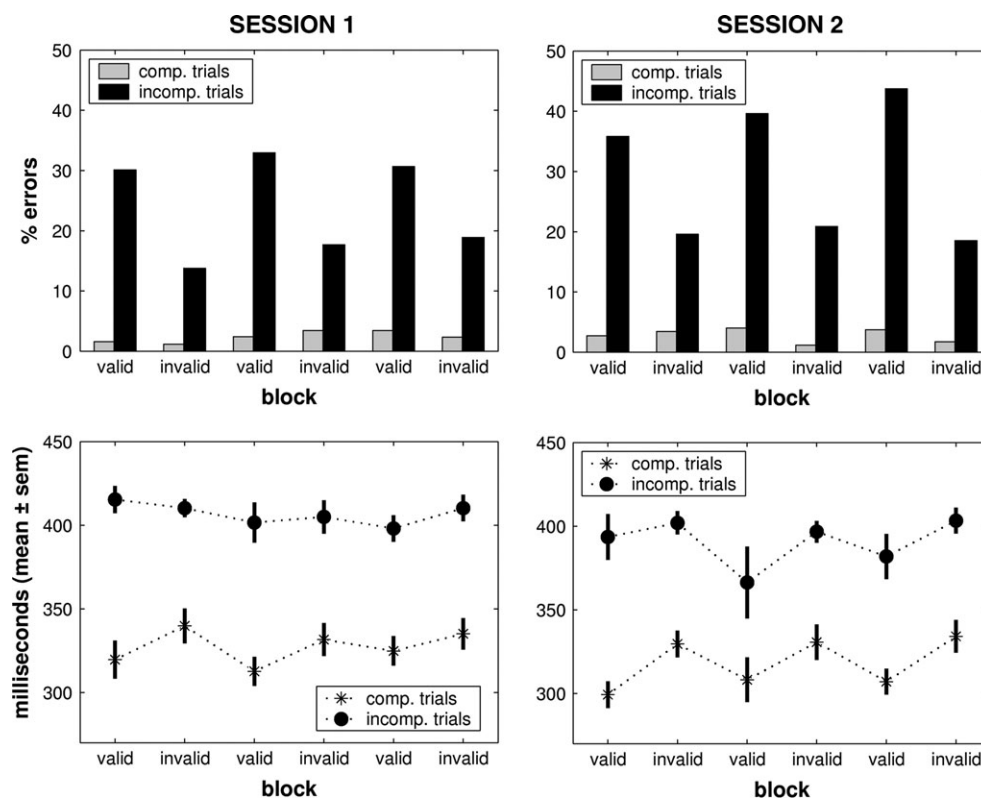 SESSION 1
50
40
30
20
10
0
% errors
comp. trials
incomp. trials
valid invalid valid invalid valid invalid
block
SESSION 2
50
40
30
20
10
0
comp. trials
incomp. trials
valid invalid valid invalid valid invalid
block
450
400
350
300
milliseconds (mean ± sem)
comp. trials
incomp. trials
valid invalid valid invalid valid invalid
block
450
400
350
300
comp. trials
incomp. trials
valid invalid valid invalid valid invalid
block